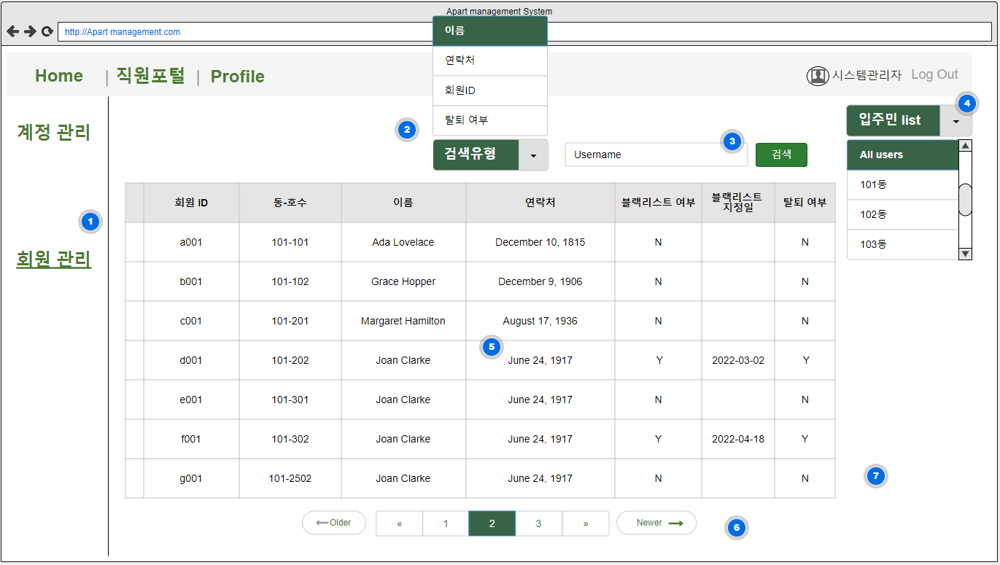 Apart management System
http://Apart management.com
Home | 직원포털 | Profile
시스템관리자 Log Out
이름
연락처
회원ID
탈퇴 여부
2
검색유형
Username
3
검색
4
입주민 list
All users
101동
102동
103동
계정 관리
1
회원 관리
회원 ID 동-호수 이름 연락처 블랙리스트 여부 블랙리스트 지정일 탈퇴 여부
a001 101-101 Ada Lovelace December 10, 1815 N N
b001 101-102 Grace Hopper December 9, 1906 N N
c001 101-201 Margaret Hamilton August 17, 1936 N N
5
d001 101-202 Joan Clarke June 24, 1917 Y 2022-03-02 Y
e001 101-301 Joan Clarke June 24, 1917 N N
f001 101-302 Joan Clarke June 24, 1917 Y 2022-04-18 Y
g001 101-2502 Joan Clarke June 24, 1917 N N
7
Older « 1 2 3 » Newer
6